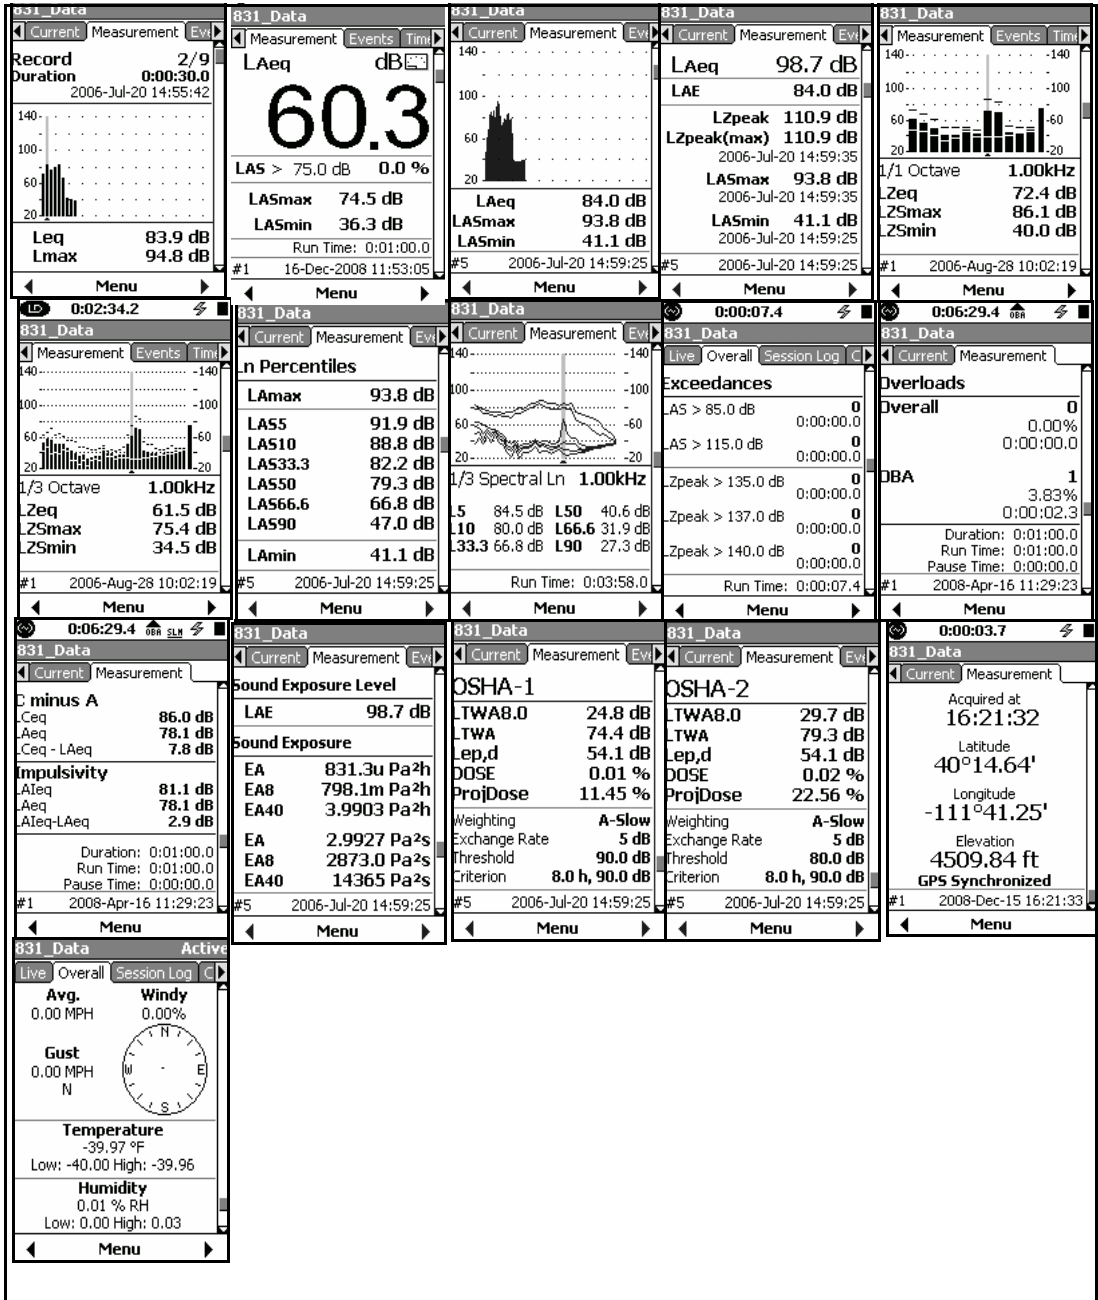 831_Data
Current Measurement Eve
Record 2/9
Duration 0:00:30.0
2006-Jul-20 14:55:42
140
100
60
20
Leq 83.9 dB
Lmax 94.8 dB
Menu
831_Data
Measurement Events Time
LAeq dB
60.3
LAS > 75.0 dB 0.0 %
LASmax 74.5 dB
LASmin 36.3 dB
Run Time: 0:01:00.0
#1 16-Dec-2008 11:53:05
Menu
831_Data
Current Measurement Eve
140
100
60
20
LAeq 84.0 dB
LASmax 93.8 dB
LASmin 41.1 dB
#5 2006-Jul-20 14:59:25
Menu
831_Data
Current Measurement Eve
LAeq 98.7 dB
LAE 84.0 dB
LZpeak 110.9 dB
LZpeak(max) 110.9 dB
2006-Jul-20 14:59:35
LASmax 93.8 dB
2006-Jul-20 14:59:35
LASmin 41.1 dB
2006-Jul-20 14:59:25
#5 2006-Jul-20 14:59:25
Menu
831_Data
Measurement Events Time
140 -140
100 -100
60 -60
20 -20
1/1 Octave 1.00kHz
LZeq 72.4 dB
LZSmax 86.1 dB
LZSmin 40.0 dB
#1 2006-Aug-28 10:02:19
Menu
LD 0:02:34.2
831_Data
Measurement Events Time
140 -140
100 -100
60 -60
20 -20
1/3 Octave 1.00kHz
LZeq 61.5 dB
LZSmax 75.4 dB
LZSmin 34.5 dB
#1 2006-Aug-28 10:02:19
Menu
831_Data
Current Measurement Eve
Ln Percentiles
LAmax 93.8 dB
LAS5 91.9 dB
LAS10 88.8 dB
LAS33.3 82.2 dB
LAS50 79.3 dB
LAS66.6 66.8 dB
LAS90 47.0 dB
LAmin 41.1 dB
#5 2006-Jul-20 14:59:25
Menu
831_Data
Current Measurement Eve
140 -140
100 -100
60 -60
20 -20
1/3 Spectral Ln 1.00kHz
L5 84.5 dB L50 40.6 dB
L10 80.0 dB L66.6 31.9 dB
L33.3 66.8 dB L90 27.3 dB
Run Time: 0:03:58.0
Menu
0:00:07.4
831_Data
Live Overall Session Log C
Exceedances
LAS > 85.0 dB 0
0:00:00.0
LAS > 115.0 dB 0
0:00:00.0
LZpeak > 135.0 dB 0
0:00:00.0
LZpeak > 137.0 dB 0
0:00:00.0
LZpeak > 140.0 dB 0
0:00:00.0
Run Time: 0:00:07.4
Menu
0:06:29.4 OBA
831_Data
Current Measurement
Overloads
Overall 0
0.00%
0:00:00.0
OBA 1
3.83%
0:00:02.3
Duration: 0:01:00.0
Run Time: 0:01:00.0
Pause Time: 0:00:00.0
#1 2008-Apr-16 11:29:23
Menu
0:06:29.4 OBA SLM
831_Data
Current Measurement
C minus A
LCeq 86.0 dB
LAeq 78.1 dB
LCeq - LAeq 7.8 dB
Impulsivity
LAIeq 81.1 dB
LAeq 78.1 dB
LAIeq-LAeq 2.9 dB
Duration: 0:01:00.0
Run Time: 0:01:00.0
Pause Time: 0:00:00.0
#1 2008-Apr-16 11:29:23
Menu
831_Data
Current Measurement Eve
Sound Exposure Level
LAE 98.7 dB
Sound Exposure
EA 831.3u Pa²h
EA8 798.1m Pa²h
EA40 3.9903 Pa²h
EA 2.9927 Pa²s
EA8 2873.0 Pa²s
EA40 14365 Pa²s
#5 2006-Jul-20 14:59:25
Menu
831_Data
Current Measurement Eve
OSHA-1
LTWA8.0 24.8 dB
LTWA 74.4 dB
Lep,d 54.1 dB
DOSE 0.01 %
ProjDose 11.45 %
Weighting A-Slow
Exchange Rate 5 dB
Threshold 90.0 dB
Criterion 8.0 h, 90.0 dB
#5 2006-Jul-20 14:59:25
Menu
831_Data
Current Measurement Eve
OSHA-2
LTWA8.0 29.7 dB
LTWA 79.3 dB
Lep,d 54.1 dB
DOSE 0.02 %
ProjDose 22.56 %
Weighting A-Slow
Exchange Rate 5 dB
Threshold 80.0 dB
Criterion 8.0 h, 90.0 dB
#5 2006-Jul-20 14:59:25
Menu
0:00:03.7
831_Data
Current Measurement
Acquired at
16:21:32
Latitude
40°14.64'
Longitude
-111°41.25'
Elevation
4509.84 ft
GPS Synchronized
#1 2008-Dec-15 16:21:33
Menu
831_Data Active
Live Overall Session Log C
Avg. Windy
0.00 MPH 0.00%
N
Gust
0.00 MPH W E
N
S
Temperature
-39.97 °F
Low: -40.00 High: -39.96
Humidity
0.01 % RH
Low: 0.00 High: 0.03
Menu